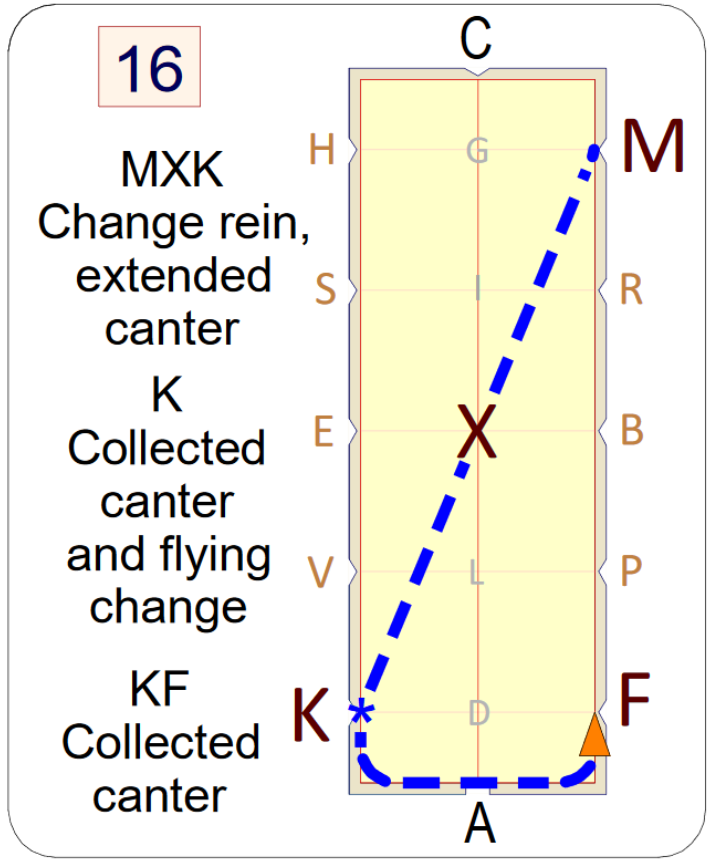 16
MXK
Change rein,
extended
canter
K
Collected
canter
and flying
change
KF
Collected
canter
C
H G M
S I R
E X B
V L P
K * D F
A